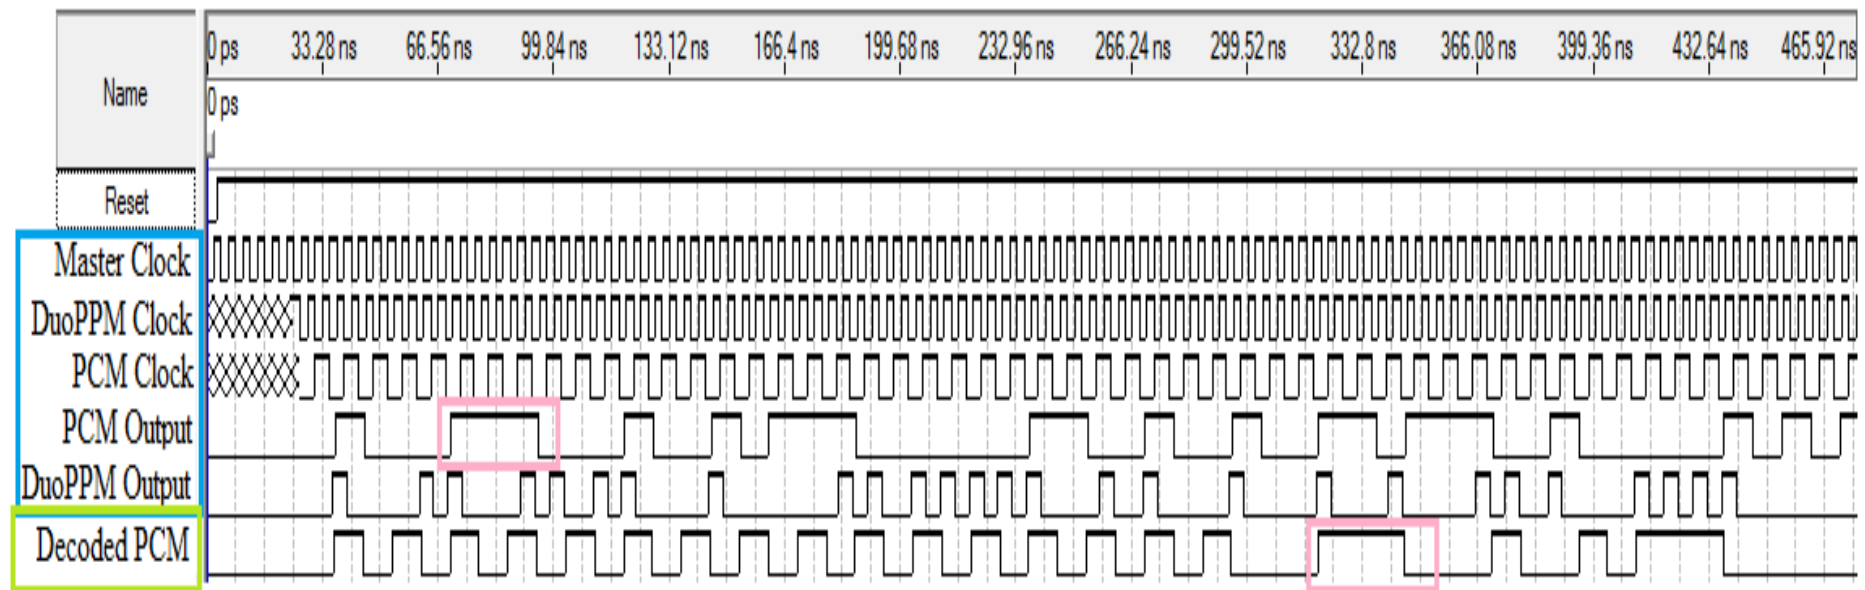 Name
0 ps 33.28 ns 66.56 ns 99.84 ns 133.12 ns 166.4 ns 199.68 ns 232.96 ns 266.24 ns 299.52 ns 332.8 ns 366.08 ns 399.36 ns 432.64 ns 465.92 ns
0 ps
Reset
Master Clock
DuoPPM Clock
PCM Clock
PCM Output
DuoPPM Output
Decoded PCM